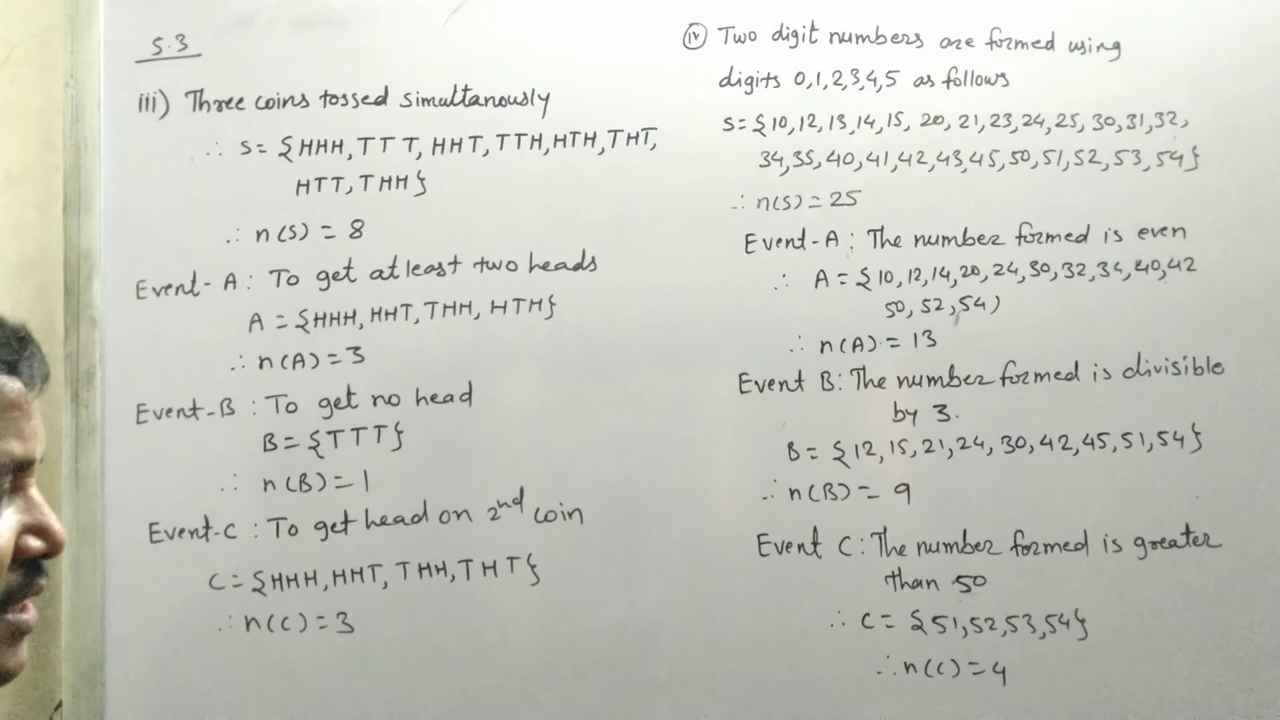 5.3
iii) Three coins tossed simultanously
∴ S= {HHH, TTT, HHT, TTH, HTH, THT,
HTT, THH}
∴ n(S) = 8
Event-A: To get atleast two heads
A = {HHH, HHT, THH, HTH}
∴ n(A) = 3
Event-B : To get no head
B = {TTT}
∴ n(B) = 1
Event-C : To get head on 2nd coin
C = {HHH, HHT, THH, THT}
∴ n(C) = 3
iv) Two digit numbers are formed using
digits 0,1,2,3,4,5 as follows
S= {10, 12, 13, 14, 15, 20, 21, 23, 24, 25, 30, 31, 32,
34, 35, 40, 41, 42, 43, 45, 50, 51, 52, 53, 54}
∴ n(S) = 25
Event-A: The number formed is even
∴ A = {10, 12, 14, 20, 24, 30, 32, 34, 40, 42
50, 52, 54)
∴ n(A) = 13
Event B: The number formed is divisible
by 3.
B = {12, 15, 21, 24, 30, 42, 45, 51, 54}
∴ n(B) = 9
Event C: The number formed is greater
than 50
∴ C = {51, 52, 53, 54}
∴ n(C) = 4